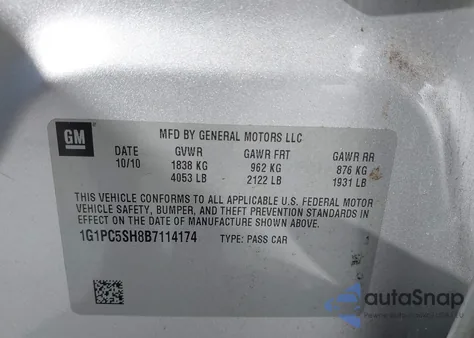 GM
MFD BY GENERAL MOTORS LLC
DATE GVWR GAWR FRT GAWR RR
10/10 1838 KG 962 KG 876 KG
4053 LB 2122 LB 1931 LB
THIS VEHICLE CONFORMS TO ALL APPLICABLE U.S. FEDERAL MOTOR
VEHICLE SAFETY, BUMPER, AND THEFT PREVENTION STANDARDS IN
EFFECT ON THE DATE OF MANUFACTURE SHOWN ABOVE.
1G1PC5SH8B7114174 TYPE: PASS CAR
autoSnap